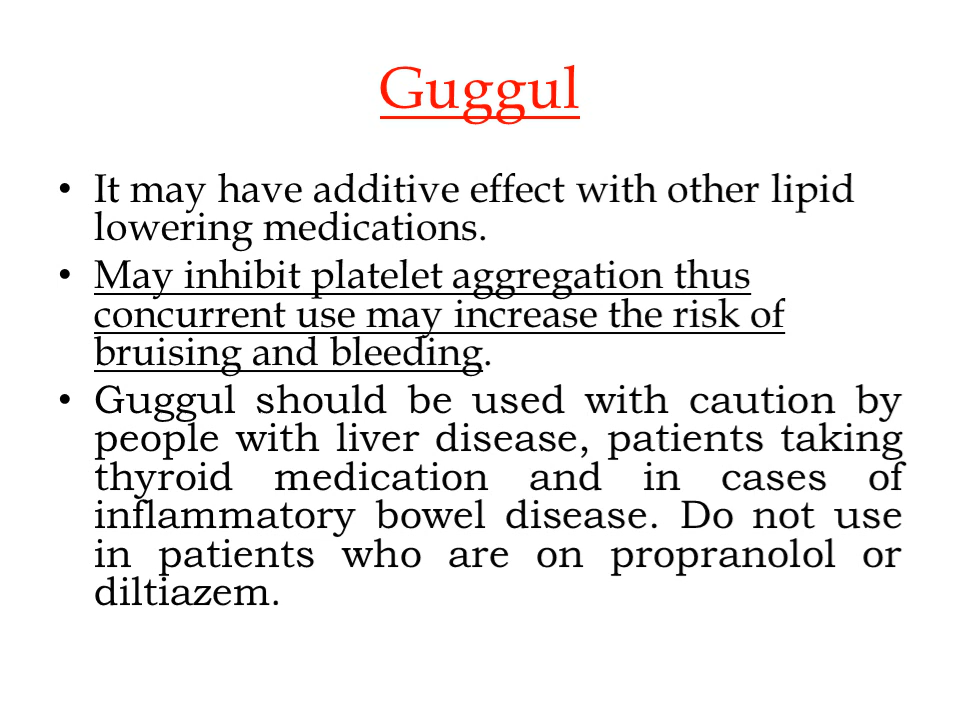 Guggul
• It may have additive effect with other lipid
lowering medications.
• May inhibit platelet aggregation thus
concurrent use may increase the risk of
bruising and bleeding.
• Guggul should be used with caution by
people with liver disease, patients taking
thyroid medication and in cases of
inflammatory bowel disease. Do not use
in patients who are on propranolol or
diltiazem.